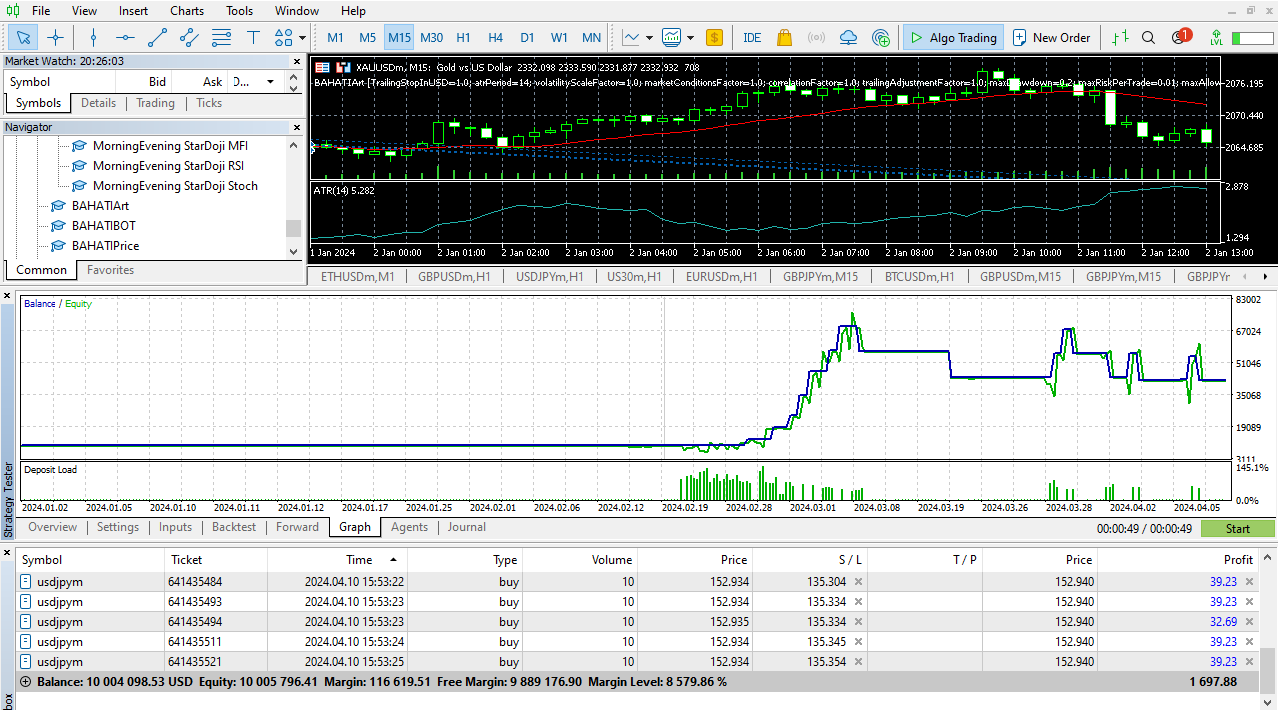 File View Insert Charts Tools Window Help
M1 M5 M15 M30 H1 H4 D1 W1 MN IDE Algo Trading New Order 1 LVL
Market Watch: 20:26:03
Symbol Bid Ask D...
Symbols Details Trading Ticks
Navigator
MorningEvening StarDoji MFI
MorningEvening StarDoji RSI
MorningEvening StarDoji Stoch
BAHATIArt
BAHATIBOT
BAHATIPrice
Common Favorites
XAUUSDm, M15: Gold vs US Dollar 2332.098 2333.590 2331.877 2332.932 708
BAHATIArt [TrailingStopInUSD=1.0; atrPeriod=14; volatilityScaleFactor=1.0; marketConditionsFactor=1.0; correlationFactor=1.0; trailingAdjustmentFactor=1.0; maxDrawdown=0.2; maxRiskPerTrade=0.01; maxAllow
2076.195
2070.440
2064.685
ATR(14) 5.282
2.878
1.294
1 Jan 2024 2 Jan 00:00 2 Jan 01:00 2 Jan 02:00 2 Jan 03:00 2 Jan 04:00 2 Jan 05:00 2 Jan 06:00 2 Jan 07:00 2 Jan 08:00 2 Jan 09:00 2 Jan 10:00 2 Jan 11:00 2 Jan 12:00 2 Jan 13:00
ETHUSDm,M1 GBPUSDm,H1 USDJPYm,H1 US30m,H1 EURUSDm,H1 GBPJPYm,M15 BTCUSDm,H1 GBPUSDm,M15 GBPJPYm,M15 GBPJPYr
Balance / Equity
83002
67024
51046
35068
19089
3111
Deposit Load
145.1%
0.0%
2024.01.02 2024.01.05 2024.01.10 2024.01.11 2024.01.12 2024.01.17 2024.01.25 2024.02.01 2024.02.06 2024.02.12 2024.02.19 2024.02.28 2024.03.01 2024.03.08 2024.03.19 2024.03.26 2024.03.28 2024.04.01 2024.04.05
Strategy Tester
Overview Settings Inputs Backtest Forward Graph Agents Journal 00:00:49 / 00:00:49 Start
Symbol Ticket Time Type Volume Price S / L T / P Price Profit
usdjpym 641435484 2024.04.10 15:53:22 buy 10 152.934 135.304 152.940 39.23
usdjpym 641435493 2024.04.10 15:53:23 buy 10 152.934 135.334 152.940 39.23
usdjpym 641435494 2024.04.10 15:53:23 buy 10 152.935 135.334 152.940 32.69
usdjpym 641435511 2024.04.10 15:53:24 buy 10 152.934 135.345 152.940 39.23
usdjpym 641435521 2024.04.10 15:53:25 buy 10 152.934 135.354 152.940 39.23
Balance: 10 004 098.53 USD Equity: 10 005 796.41 Margin: 116 619.51 Free Margin: 9 889 176.90 Margin Level: 8 579.86 % 1 697.88
box